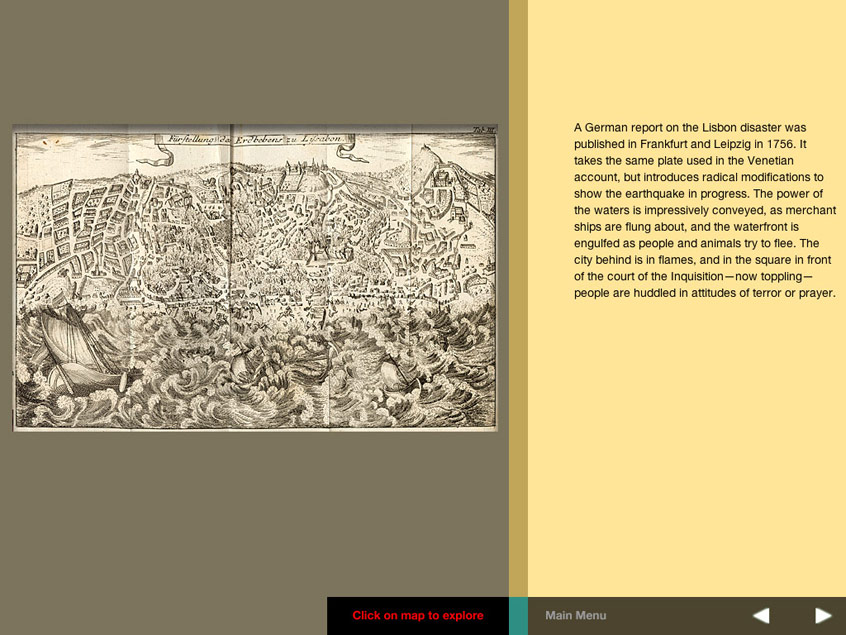 Fürstellung des Erdbebens zu Lissabon.
Tab. III.
A German report on the Lisbon disaster was
published in Frankfurt and Leipzig in 1756. It
takes the same plate used in the Venetian
account, but introduces radical modifications to
show the earthquake in progress. The power of
the waters is impressively conveyed, as merchant
ships are flung about, and the waterfront is
engulfed as people and animals try to flee. The
city behind is in flames, and in the square in front
of the court of the Inquisition—now toppling—
people are huddled in attitudes of terror or prayer.
Click on map to explore
Main Menu